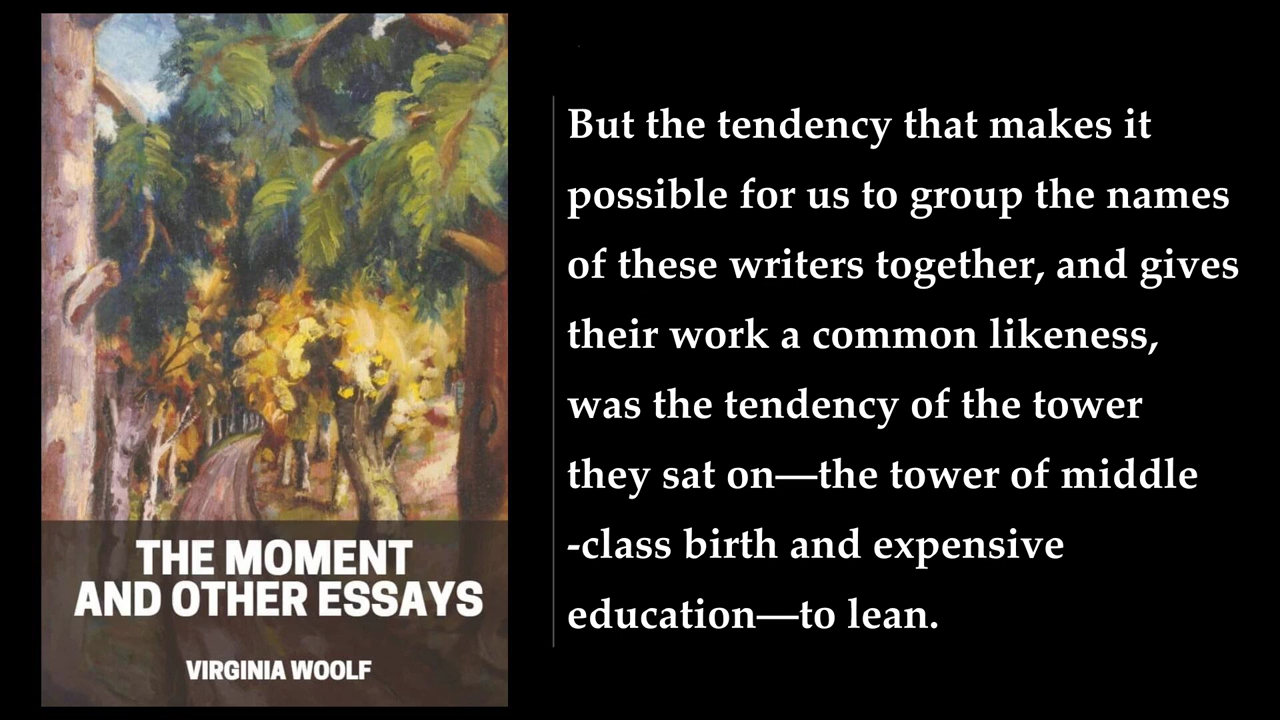 THE MOMENT
AND OTHER ESSAYS
VIRGINIA WOOLF
But the tendency that makes it
possible for us to group the names
of these writers together, and gives
their work a common likeness,
was the tendency of the tower
they sat on—the tower of middle
-class birth and expensive
education—to lean.